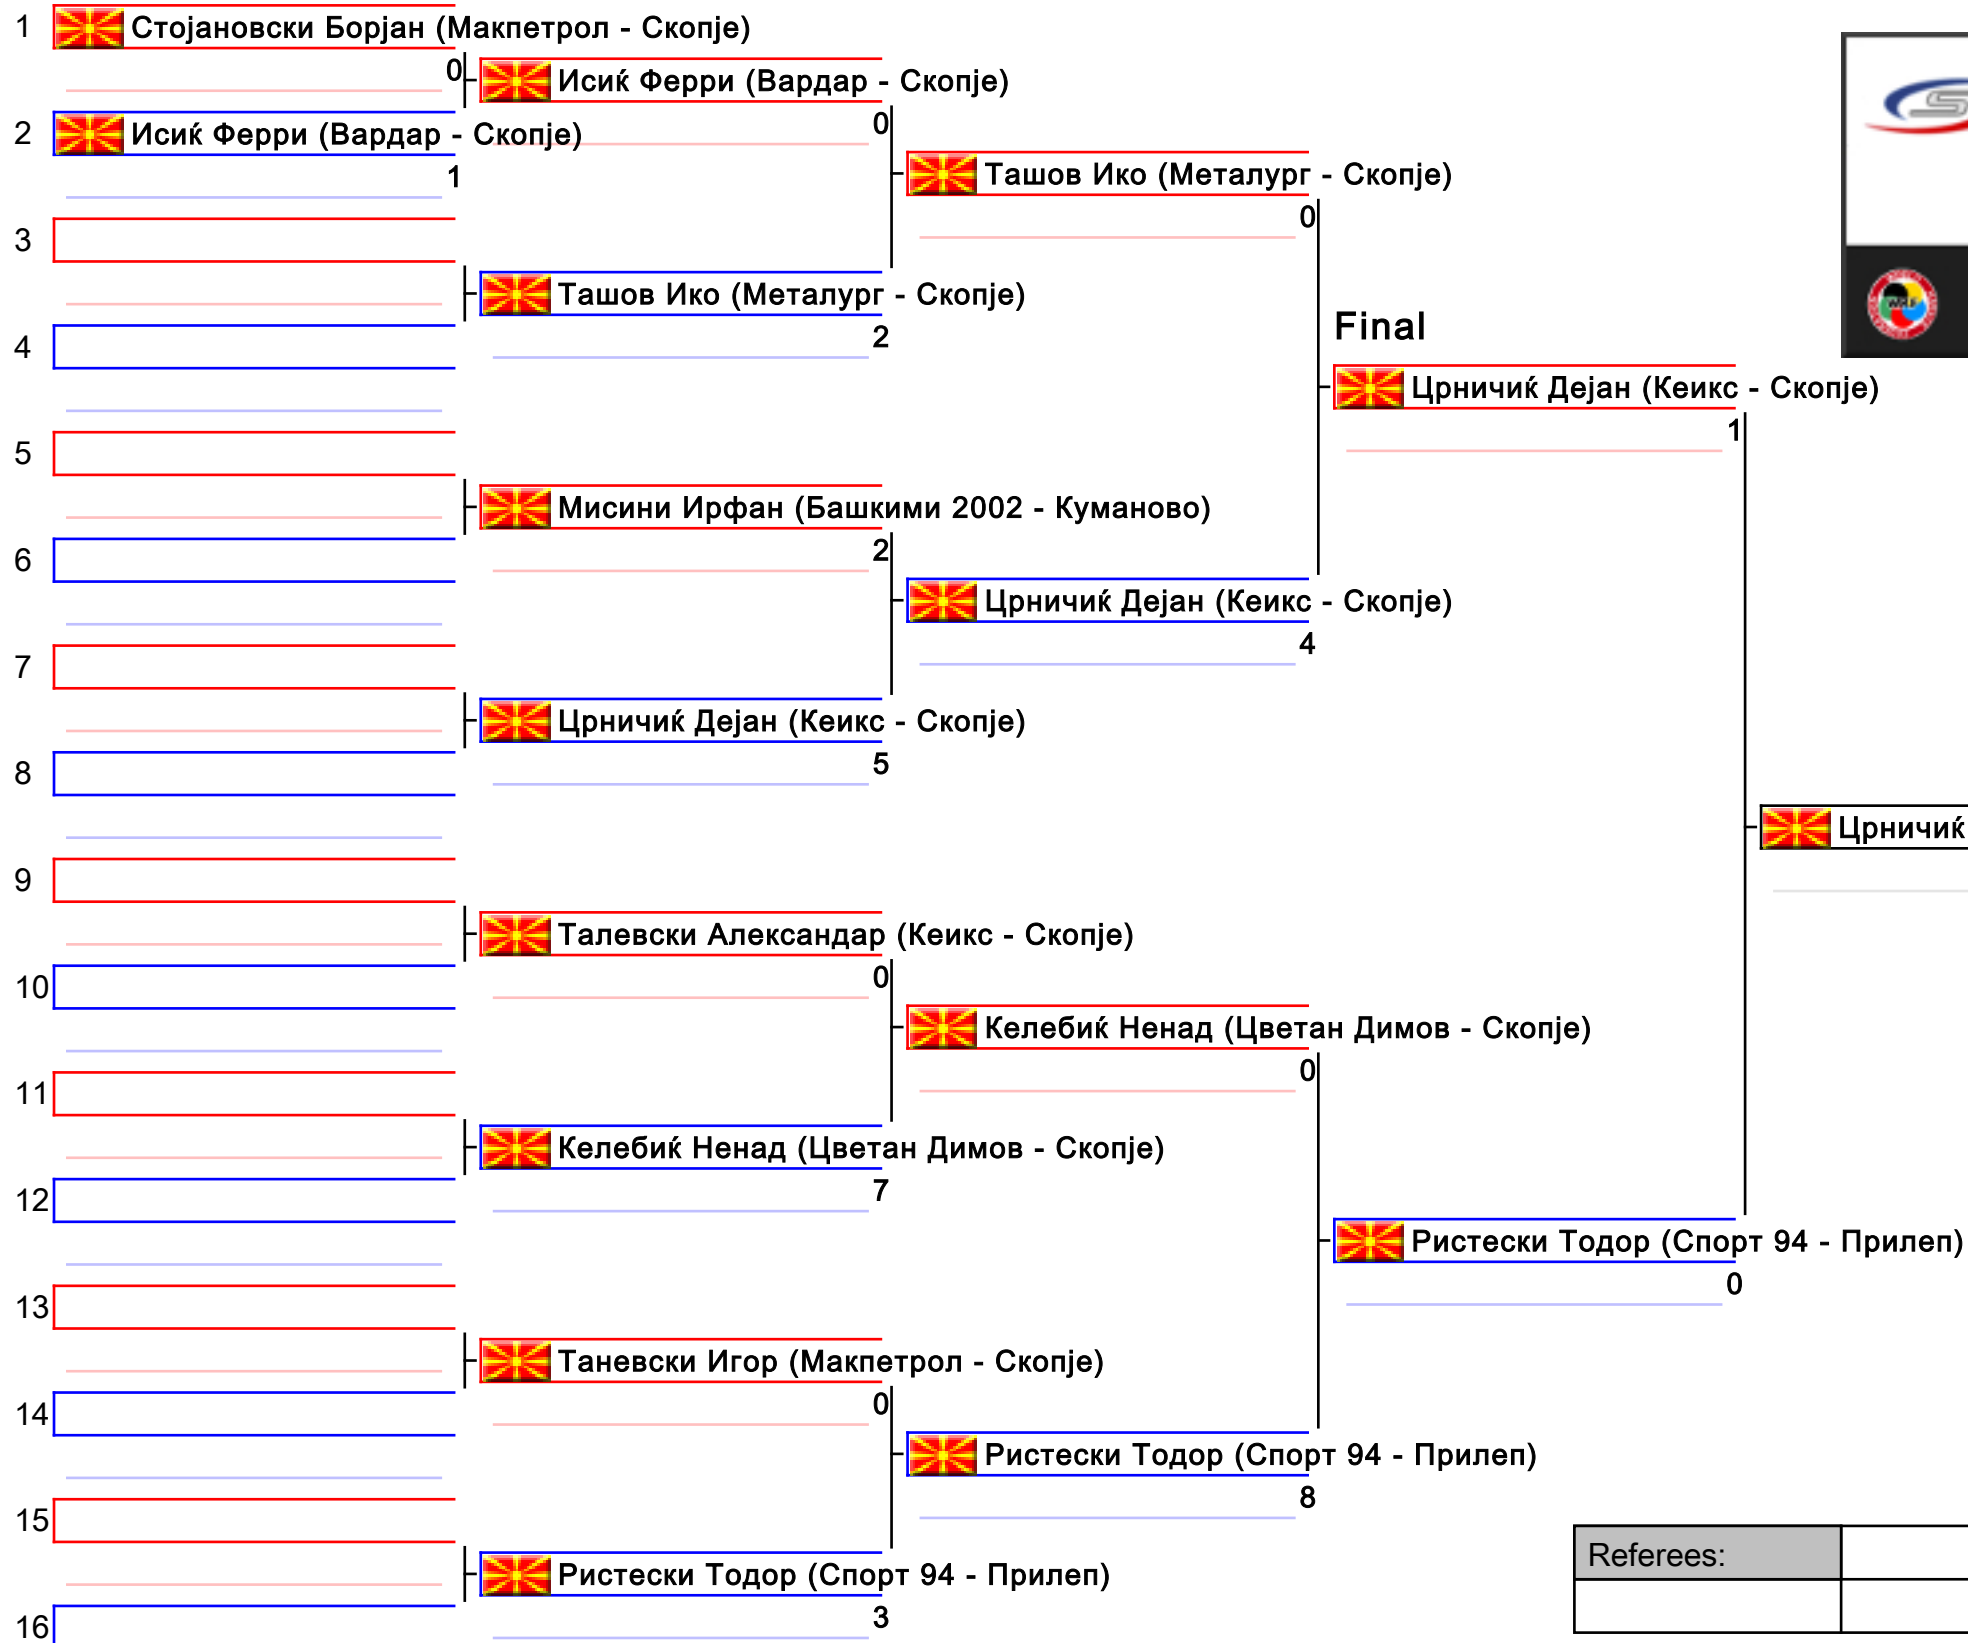 1 Стојановски Борјан (Макпетрол - Скопје)
0 Исиќ Ферри (Вардар - Скопје)
2 Исиќ Ферри (Вардар - Скопје) 0
1 Ташов Ико (Металург - Скопје)
3 0
Ташов Ико (Металург - Скопје)
4 2 Final
Црничиќ Дејан (Кеикс - Скопје)
5 1
Мисини Ирфан (Башкими 2002 - Куманово)
6 2
Црничиќ Дејан (Кеикс - Скопје)
7 4
Црничиќ Дејан (Кеикс - Скопје)
8 5
Црничиќ
9
Талевски Александар (Кеикс - Скопје)
10 0
Келебиќ Ненад (Цветан Димов - Скопје)
11 0
Келебиќ Ненад (Цветан Димов - Скопје)
12 7
Ристески Тодор (Спорт 94 - Прилеп)
13 0
Таневски Игор (Макпетрол - Скопје)
14 0
Ристески Тодор (Спорт 94 - Прилеп)
15 8
Referees:
Ристески Тодор (Спорт 94 - Прилеп)
16 3